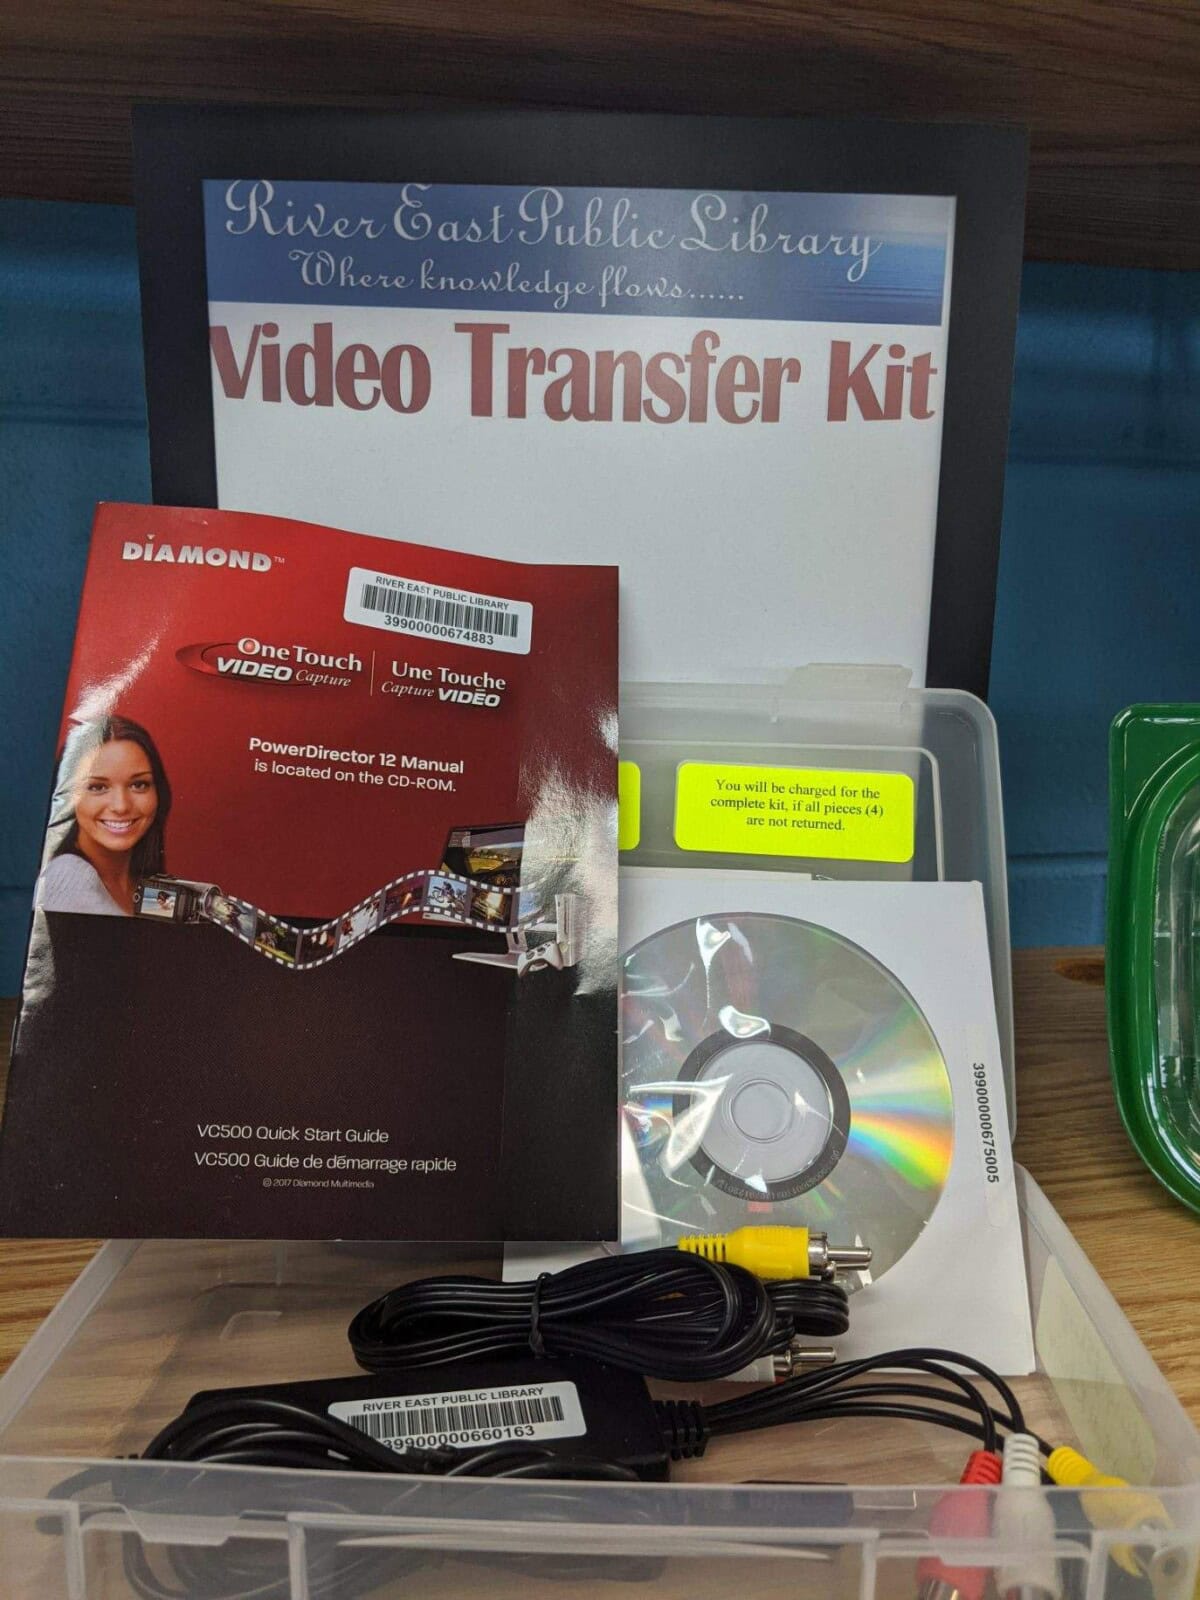 River East Public Library
Where knowledge flows......
Video Transfer Kit
DIAMOND™
RIVER EAST PUBLIC LIBRARY
39900000674883
One Touch
VIDEO Capture
Une Touche
Capture VIDÉO
PowerDirector 12 Manual
is located on the CD-ROM.
VC500 Quick Start Guide
VC500 Guide de démarrage rapide
© 2017 Diamond Multimedia
You will be charged for the
complete kit, if all pieces (4)
are not returned.
39900000675005
RIVER EAST PUBLIC LIBRARY
39900000660163